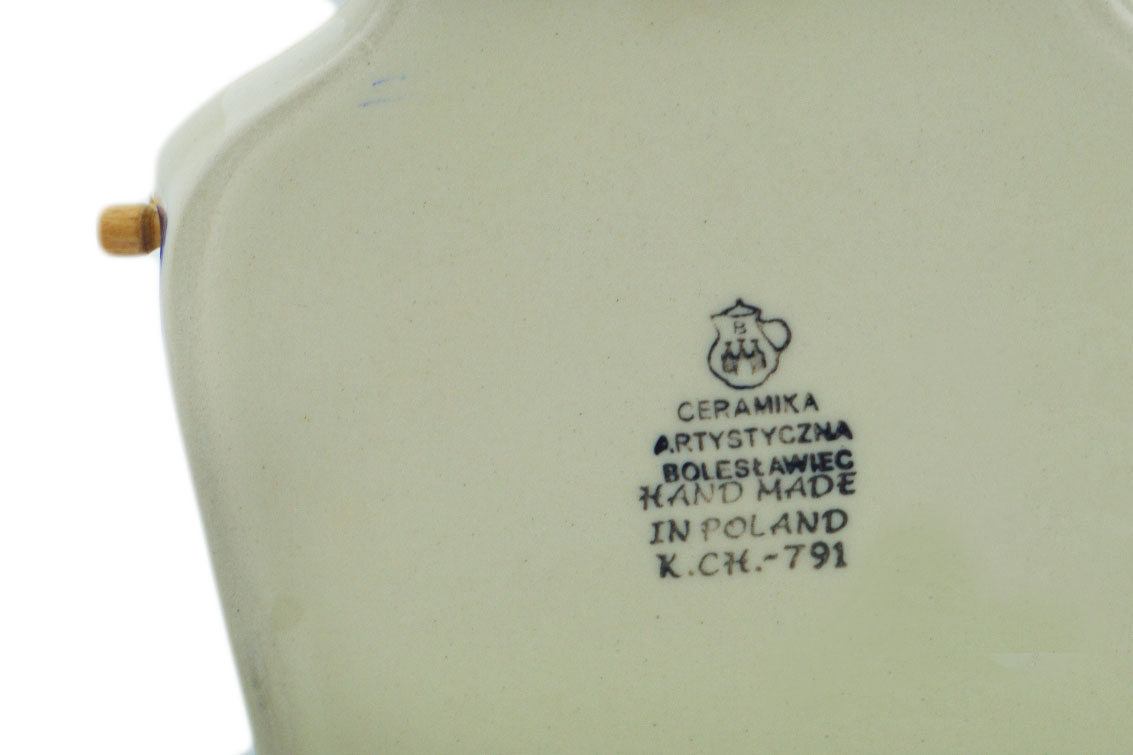 B
CERAMIKA
ARTYSTYCZNA
BOLESŁAWIEC
HAND MADE
IN POLAND
K.CH.-791